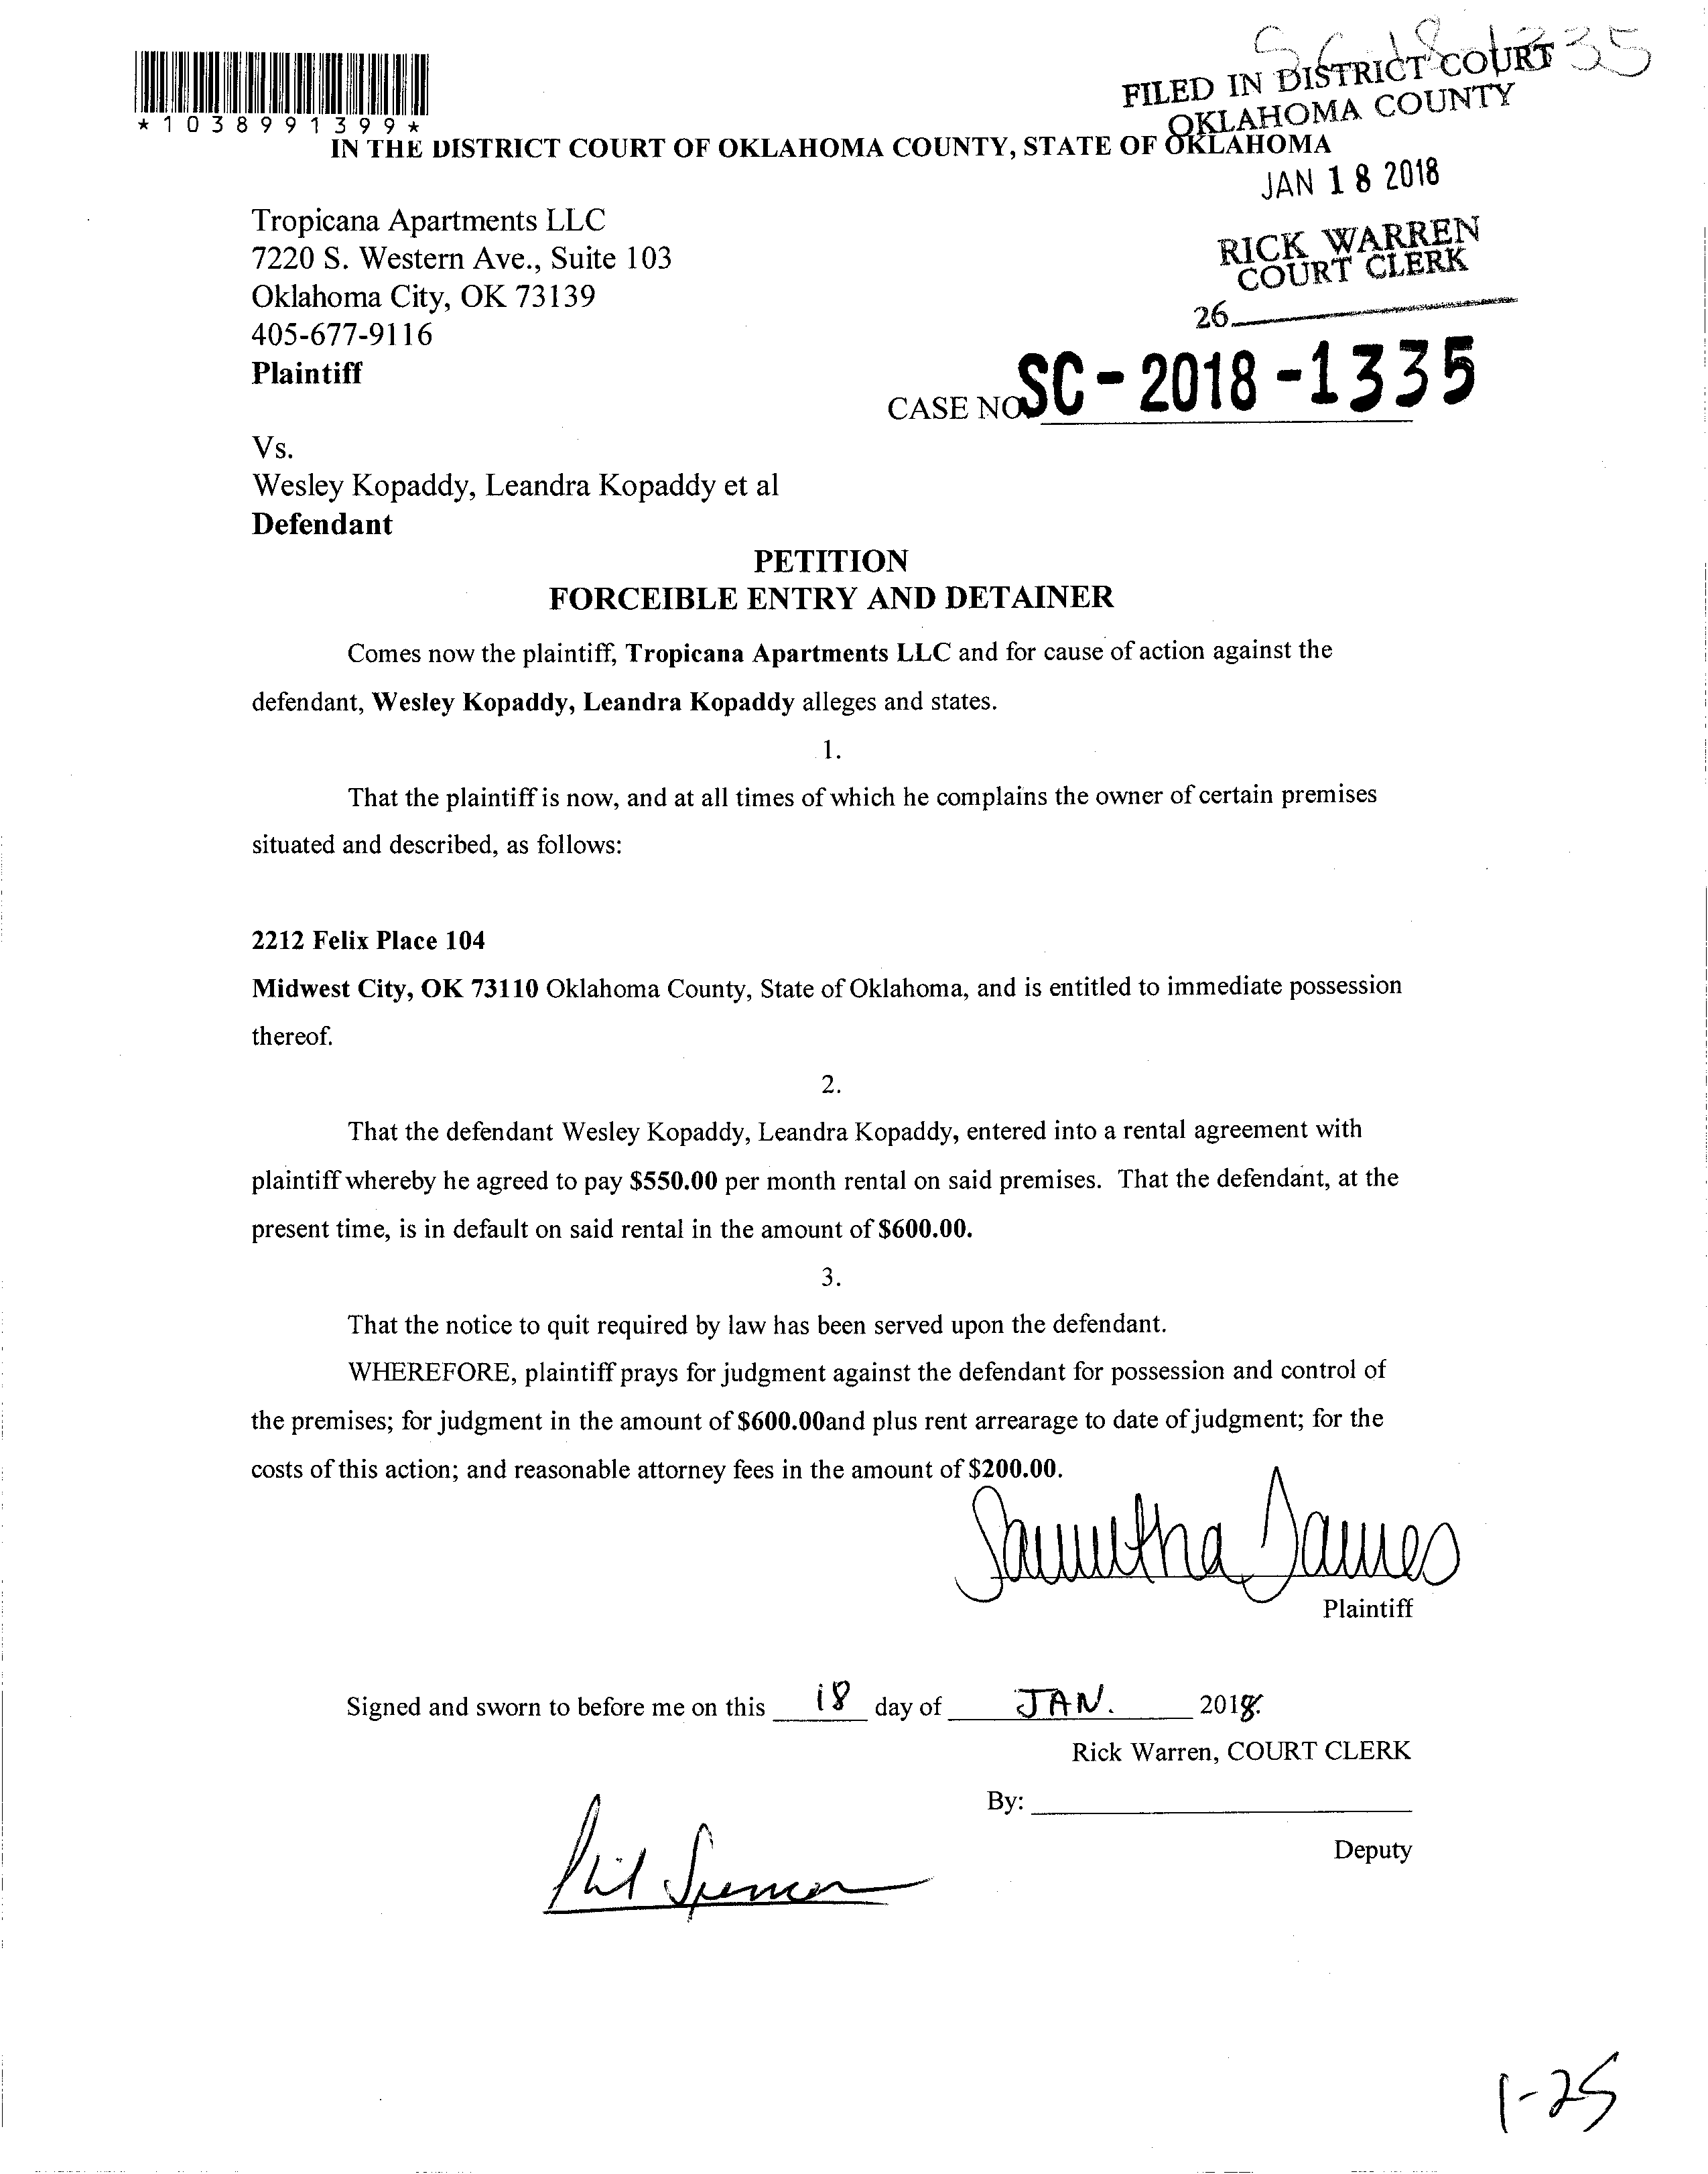 SC-18-1335
FILED IN DISTRICT COURT
OKLAHOMA COUNTY
*1038991399*
IN THE DISTRICT COURT OF OKLAHOMA COUNTY, STATE OF OKLAHOMA
JAN 18 2018
Tropicana Apartments LLC
7220 S. Western Ave., Suite 103
Oklahoma City, OK 73139
405-677-9116
Plaintiff
RICK WARREN
COURT CLERK
26
CASE NO SC-2018-1335
Vs.
Wesley Kopaddy, Leandra Kopaddy et al
Defendant
PETITION
FORCEIBLE ENTRY AND DETAINER
Comes now the plaintiff, Tropicana Apartments LLC and for cause of action against the
defendant, Wesley Kopaddy, Leandra Kopaddy alleges and states.
1.
That the plaintiff is now, and at all times of which he complains the owner of certain premises
situated and described, as follows:
2212 Felix Place 104
Midwest City, OK 73110 Oklahoma County, State of Oklahoma, and is entitled to immediate possession
thereof.
2.
That the defendant Wesley Kopaddy, Leandra Kopaddy, entered into a rental agreement with
plaintiff whereby he agreed to pay $550.00 per month rental on said premises. That the defendant, at the
present time, is in default on said rental in the amount of $600.00.
3.
That the notice to quit required by law has been served upon the defendant.
WHEREFORE, plaintiff prays for judgment against the defendant for possession and control of
the premises; for judgment in the amount of $600.00and plus rent arrearage to date of judgment; for the
costs of this action; and reasonable attorney fees in the amount of $200.00.
Samantha James
Plaintiff
Signed and sworn to before me on this 18 day of JAN. 2018.
Rick Warren, COURT CLERK
By:
Deputy
Phil Spencer
1-25